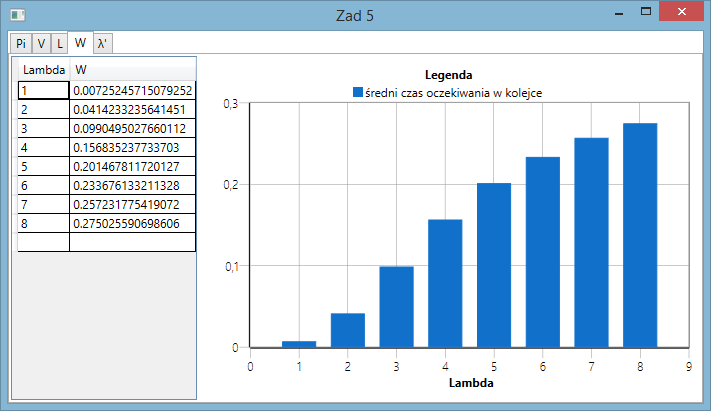 Zad 5
Pi V L W λ'
Lambda W
1 0.00725245715079252
2 0.0414233235641451
3 0.0990495027660112
4 0.156835237733703
5 0.201467811720127
6 0.233676133211328
7 0.257231775419072
8 0.275025590698606
Legenda
średni czas oczekiwania w kolejce
0,3
0,2
0,1
0
0 1 2 3 4 5 6 7 8 9
Lambda